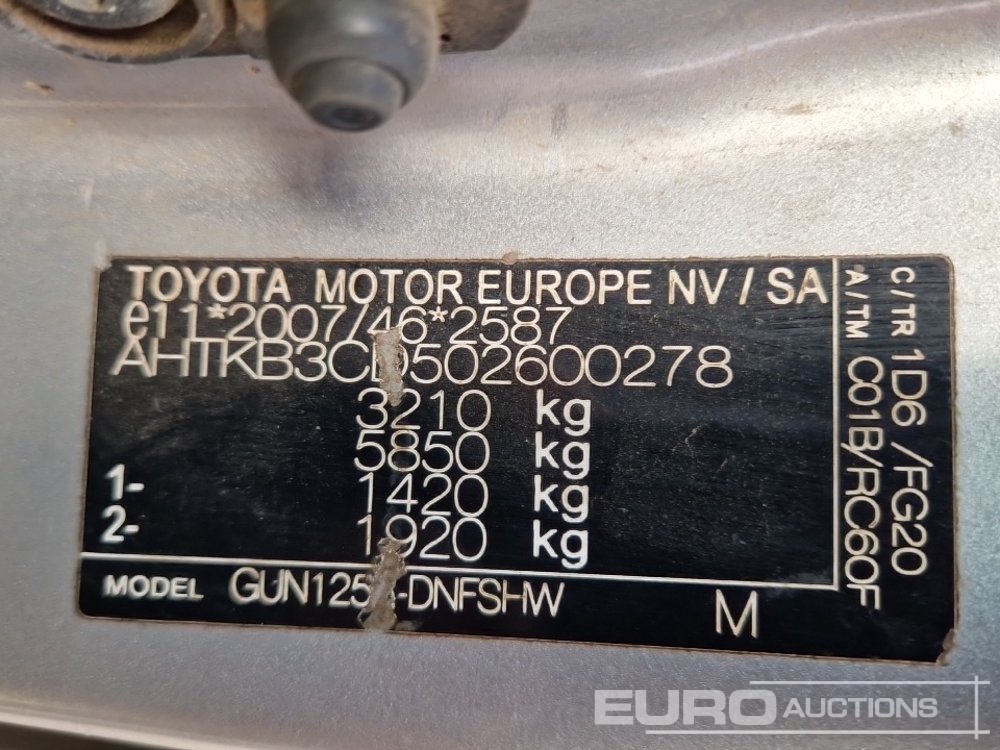 TOYOTA MOTOR EUROPE NV / SA
e11*2007/46*2587
AHTKB3CD502600278
3210 kg
5850 kg
1- 1420 kg
2- 1920 kg
MODEL -DNFSHW M
C/TR 1D6 /FG20
A/TM C01B/RC60F
EURO AUCTIONS